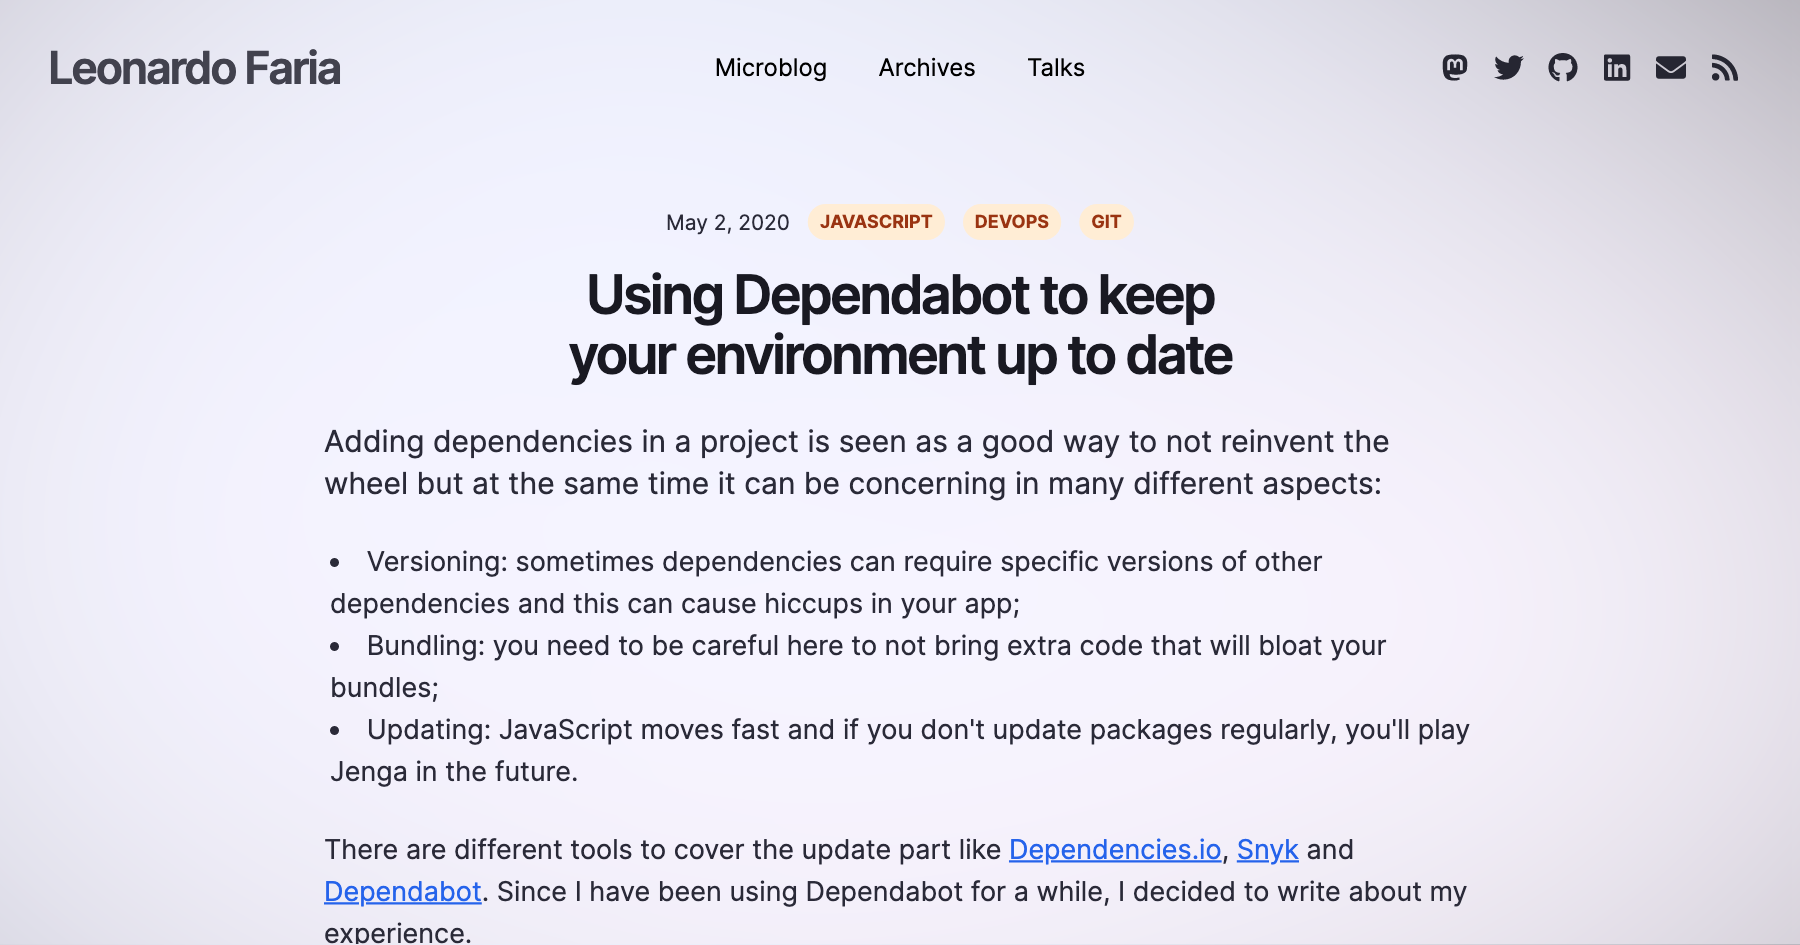 Leonardo Faria
Microblog Archives Talks
May 2, 2020 JAVASCRIPT DEVOPS GIT
Using Dependabot to keep
your environment up to date
Adding dependencies in a project is seen as a good way to not reinvent the
wheel but at the same time it can be concerning in many different aspects:
• Versioning: sometimes dependencies can require specific versions of other
dependencies and this can cause hiccups in your app;
• Bundling: you need to be careful here to not bring extra code that will bloat your
bundles;
• Updating: JavaScript moves fast and if you don't update packages regularly, you'll play
Jenga in the future.
There are different tools to cover the update part like Dependencies.io, Snyk and
Dependabot. Since I have been using Dependabot for a while, I decided to write about my
experience.